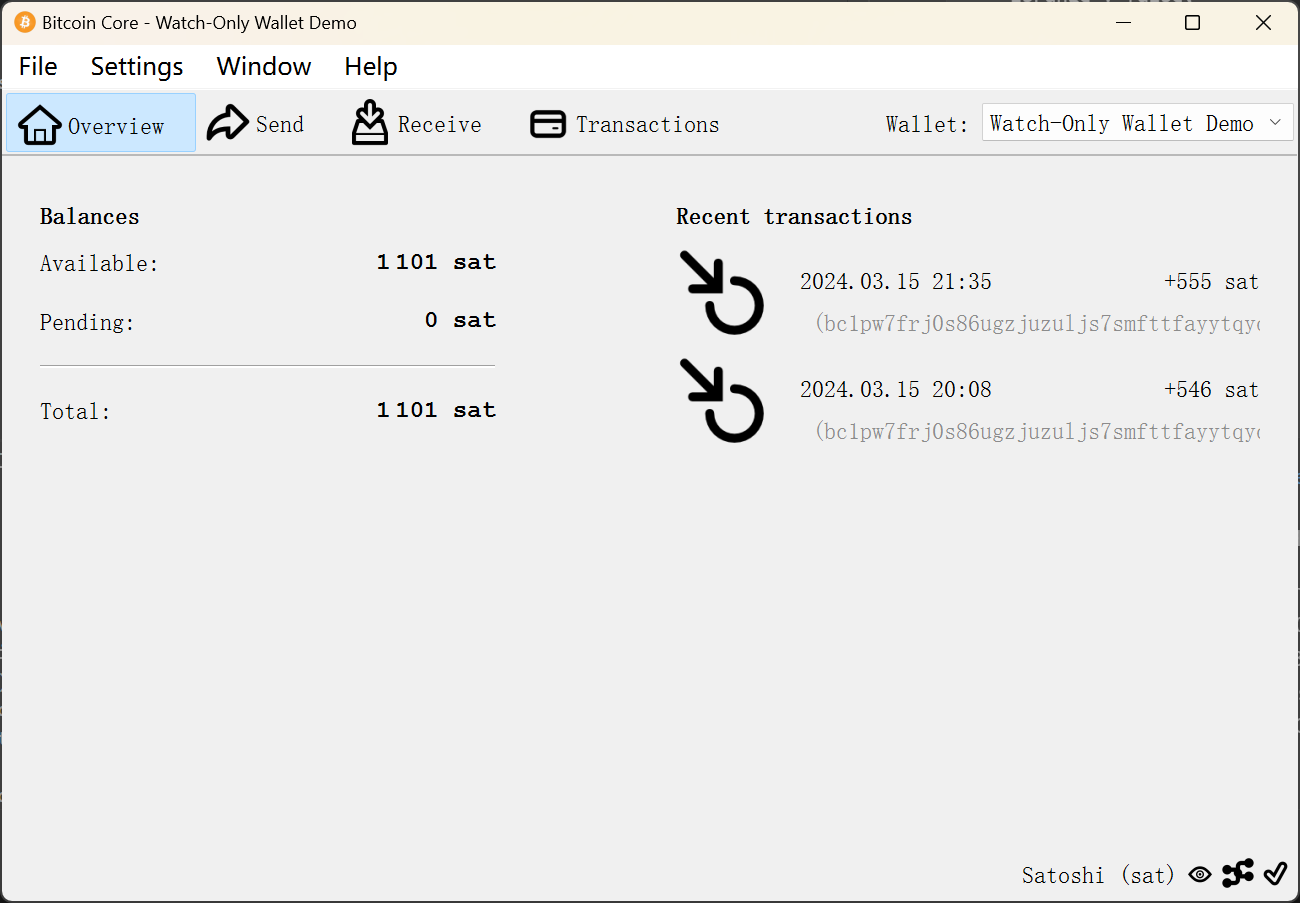 Bitcoin Core - Watch-Only Wallet Demo
File Settings Window Help
Overview Send Receive Transactions Wallet: Watch-Only Wallet Demo
Balances
Available: 1 101 sat
Pending: 0 sat
Total: 1 101 sat
Recent transactions
2024.03.15 21:35 +555 sat
(bc1pw7frj0s86ugzjuzuljs7smfttfayytqy
2024.03.15 20:08 +546 sat
(bc1pw7frj0s86ugzjuzuljs7smfttfayytqy
Satoshi (sat)